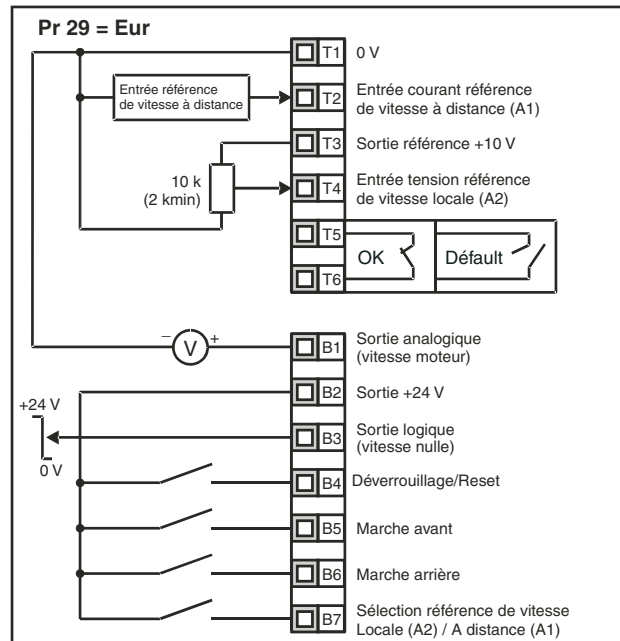 Pr 29 = Eur
T1 0 V
Entrée référence
de vitesse à distance
T2 Entrée courant référence
de vitesse à distance (A1)
T3 Sortie référence +10 V
10 k
(2 kmin)
T4 Entrée tension référence
de vitesse locale (A2)
T5
OK
Défault
T6
– V +
B1 Sortie analogique
(vitesse moteur)
B2 Sortie +24 V
+24 V
0 V
B3 Sortie logique
(vitesse nulle)
B4 Déverrouillage/Reset
B5 Marche avant
B6 Marche arrière
B7 Sélection référence de vitesse
Locale (A2) / A distance (A1)